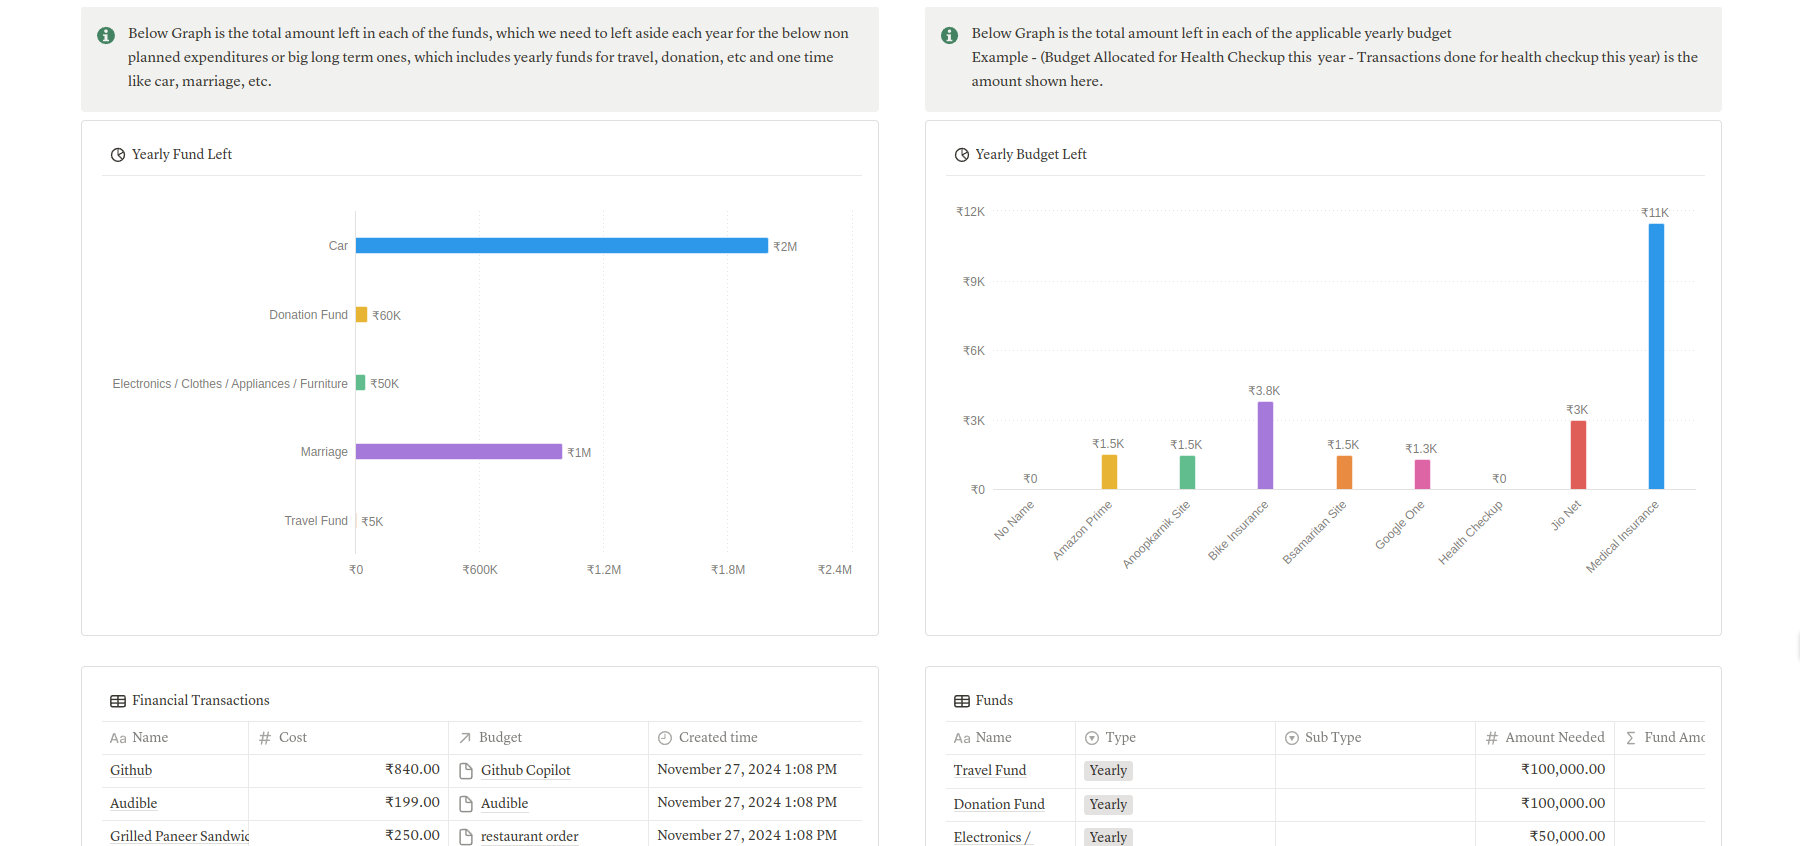 Below Graph is the total amount left in each of the funds, which we need to left aside each year for the below non
planned expenditures or big long term ones, which includes yearly funds for travel, donation, etc and one time
like car, marriage, etc.
Below Graph is the total amount left in each of the applicable yearly budget
Example - (Budget Allocated for Health Checkup this year - Transactions done for health checkup this year) is the
amount shown here.
Yearly Fund Left
Car ₹2M
Donation Fund ₹60K
Electronics / Clothes / Appliances / Furniture ₹50K
Marriage ₹1M
Travel Fund ₹5K
₹0 ₹600K ₹1.2M ₹1.8M ₹2.4M
Yearly Budget Left
₹12K
₹9K
₹6K
₹3K
₹0
₹0 ₹1.5K ₹1.5K ₹3.8K ₹1.5K ₹1.3K ₹0 ₹3K ₹11K
No Name
Amazon Prime
Anoopkarnik Site
Bike Insurance
Bsamaritan Site
Google One
Health Checkup
Jio Net
Medical Insurance
Financial Transactions
Aa Name # Cost Budget Created time
Github ₹840.00 Github Copilot November 27, 2024 1:08 PM
Audible ₹199.00 Audible November 27, 2024 1:08 PM
Grilled Paneer Sandwic ₹250.00 restaurant order November 27, 2024 1:08 PM
Funds
Aa Name Type Sub Type # Amount Needed Σ Fund Amo
Travel Fund Yearly ₹100,000.00
Donation Fund Yearly ₹100,000.00
Electronics / Yearly ₹50,000.00